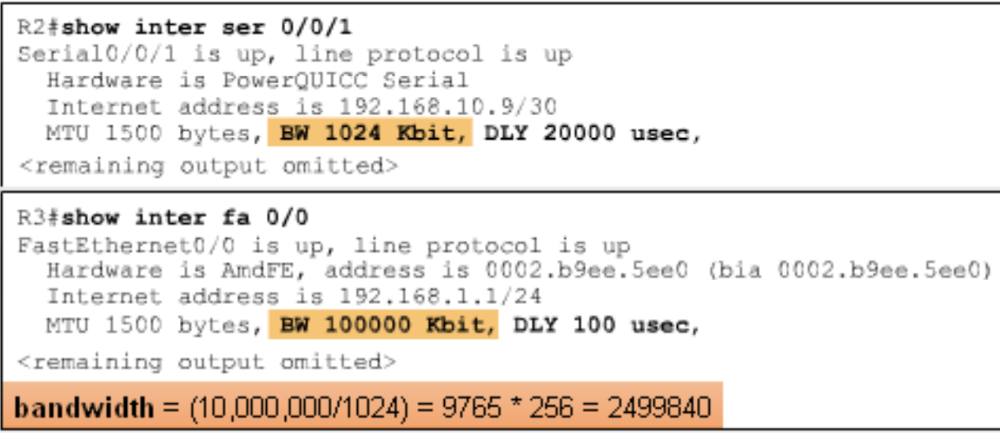 R2#show inter ser 0/0/1
Serial0/0/1 is up, line protocol is up
Hardware is PowerQUICC Serial
Internet address is 192.168.10.9/30
MTU 1500 bytes, BW 1024 Kbit, DLY 20000 usec,
<remaining output omitted>
R3#show inter fa 0/0
FastEthernet0/0 is up, line protocol is up
Hardware is AmdFE, address is 0002.b9ee.5ee0 (bia 0002.b9ee.5ee0)
Internet address is 192.168.1.1/24
MTU 1500 bytes, BW 100000 Kbit, DLY 100 usec,
<remaining output omitted>
bandwidth = (10,000,000/1024) = 9765 * 256 = 2499840